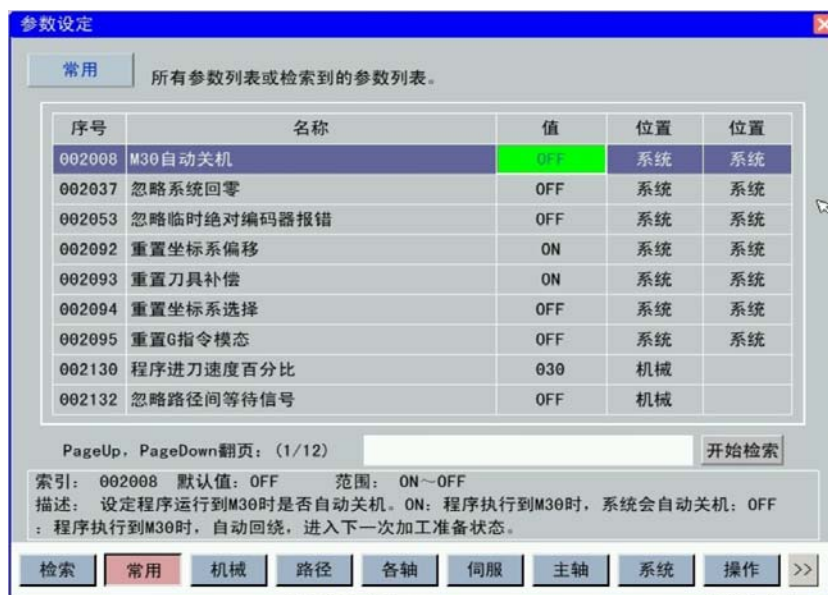 参数设定
常用 所有参数列表或检索到的参数列表。
序号 名称 值 位置 位置
002008 M30自动关机 OFF 系统 系统
002037 忽略系统回零 OFF 系统 系统
002053 忽略临时绝对编码器报错 OFF 系统 系统
002092 重置坐标系偏移 ON 系统 系统
002093 重置刀具补偿 ON 系统 系统
002094 重置坐标系选择 OFF 系统 系统
002095 重置G指令模态 OFF 系统 系统
002130 程序进刀速度百分比 030 机械
002132 忽略路径间等待信号 OFF 机械
PageUp，PageDown翻页：(1/12) 开始检索
索引： 002008 默认值：OFF 范围： ON～OFF
描述： 设定程序运行到M30时是否自动关机。ON：程序执行到M30时，系统会自动关机；OFF
：程序执行到M30时，自动回绕，进入下一次加工准备状态。
检索 常用 机械 路径 各轴 伺服 主轴 系统 操作 >>